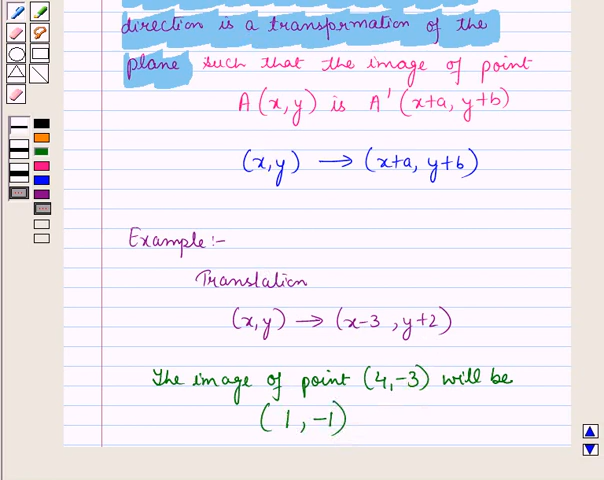 direction is a transformation of the
plane such that the image of point
A(x,y) is A'(x+a, y+b)
(x,y) → (x+a, y+b)
Example:-
Translation
(x,y) → (x-3, y+2)
The image of point (4,-3) will be
(1, -1)